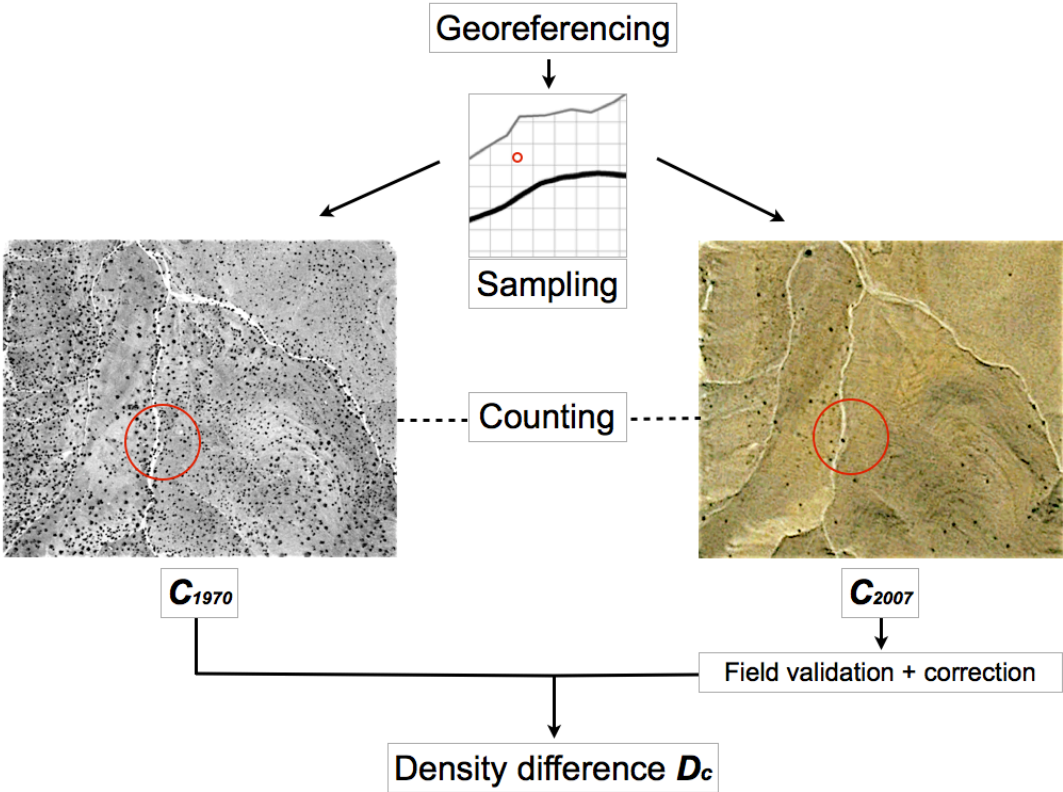 Georeferencing
Sampling
Counting
C1970
C2007
Field validation + correction
Density difference Dc